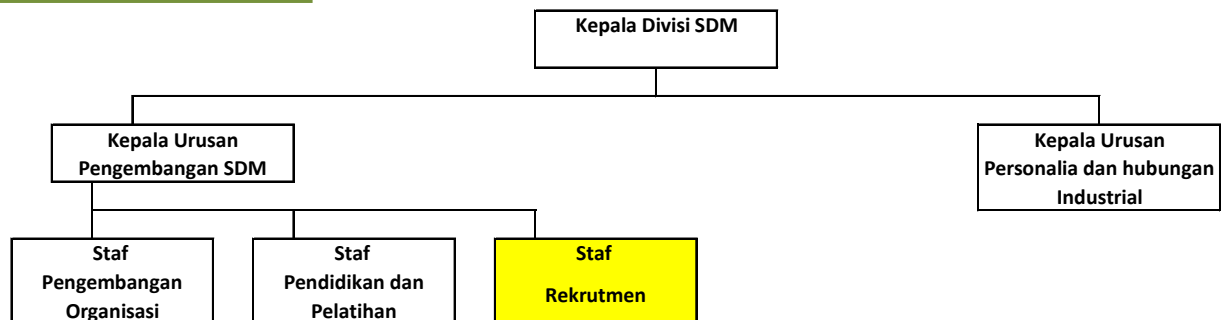 Kepala Divisi SDM
Kepala Urusan
Pengembangan SDM
Kepala Urusan
Personalia dan hubungan
Industrial
Staf
Pengembangan
Organisasi
Staf
Pendidikan dan
Pelatihan
Staf
Rekrutmen